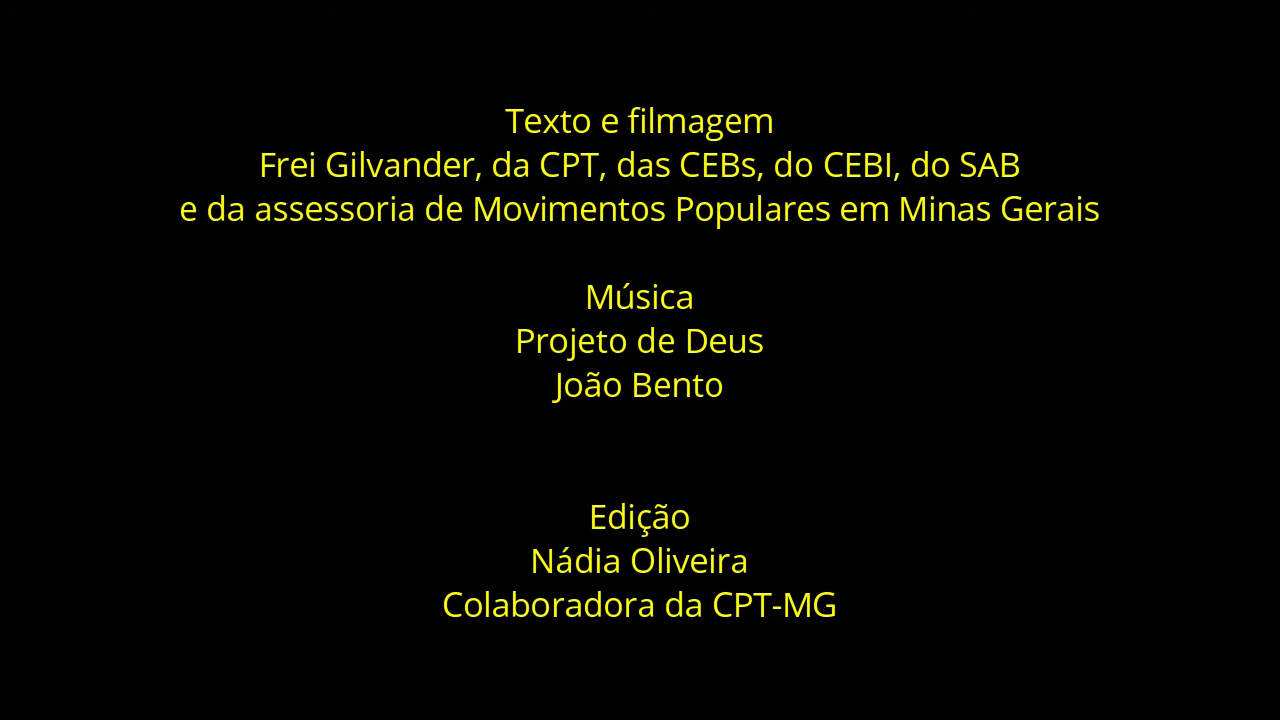 Texto e filmagem
Frei Gilvander, da CPT, das CEBs, do CEBI, do SAB
e da assessoria de Movimentos Populares em Minas Gerais
Música
Projeto de Deus
João Bento
Edição
Nádia Oliveira
Colaboradora da CPT-MG